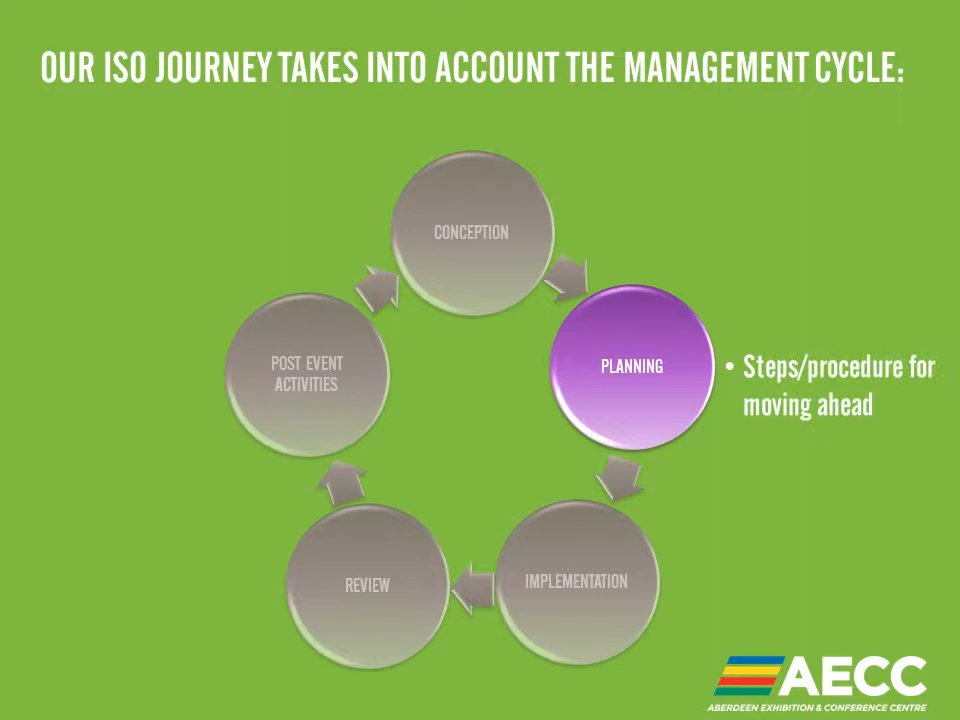 OUR ISO JOURNEY TAKES INTO ACCOUNT THE MANAGEMENT CYCLE:
CONCEPTION
PLANNING
• Steps/procedure for
moving ahead
IMPLEMENTATION
REVIEW
POST EVENT
ACTIVITIES
AECC
ABERDEEN EXHIBITION & CONFERENCE CENTRE